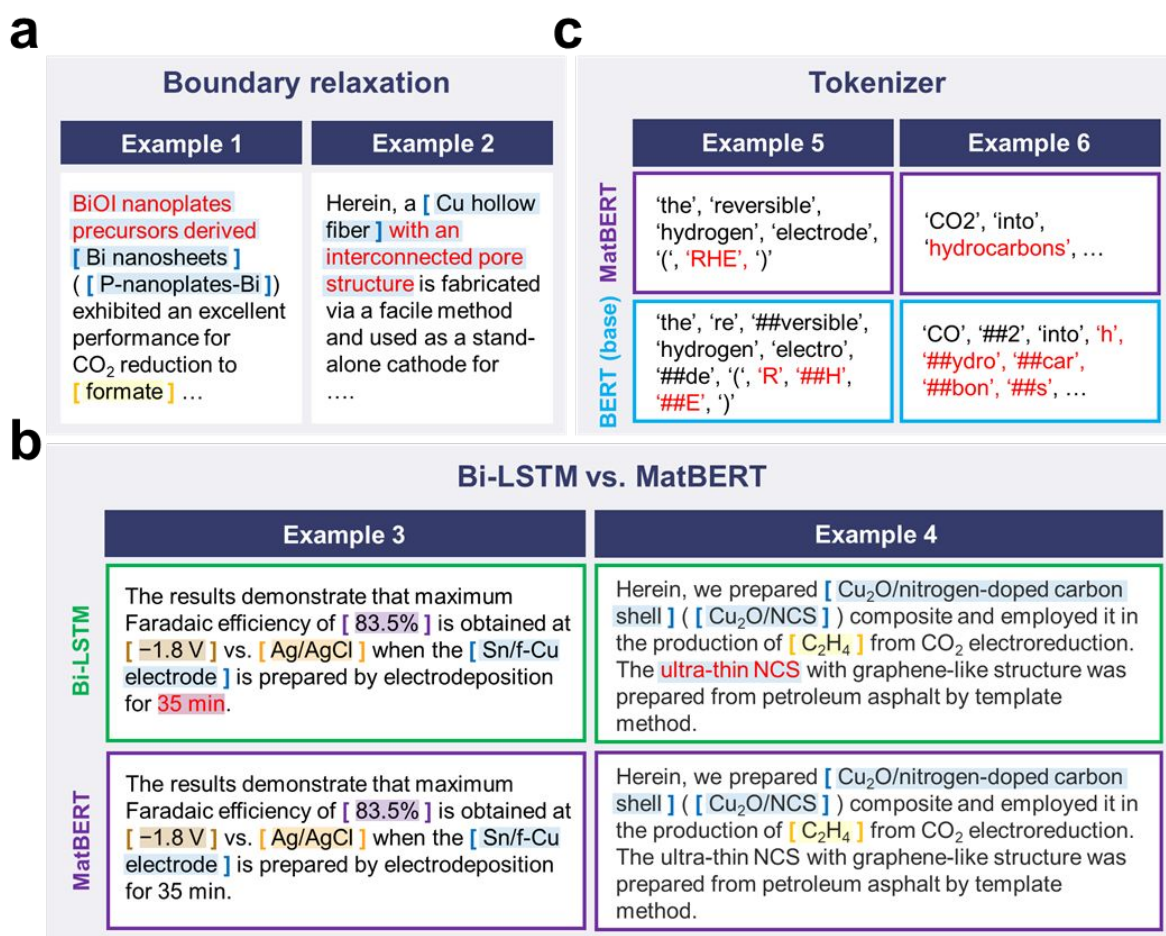 a
Boundary relaxation
Example 1
BiOI nanoplates
precursors derived
[ Bi nanosheets ]
( [ P-nanoplates-Bi ])
exhibited an excellent
performance for
CO₂ reduction to
[ formate ] ...
Example 2
Herein, a [ Cu hollow
fiber ] with an
interconnected pore
structure is fabricated
via a facile method
and used as a stand-
alone cathode for
....
c
Tokenizer
Example 5
Example 6
MatBERT
‘the’, ‘reversible’,
‘hydrogen’, ‘electrode’,
‘(‘, ‘RHE’, ‘)’
‘CO2’, ‘into’,
‘hydrocarbons’, ...
BERT (base)
‘the’, ‘re’, ‘##versible’,
‘hydrogen’, ‘electro’,
‘##de’, ‘(‘, ‘R’, ‘##H’,
‘##E’, ‘)’
‘CO’, ‘##2’, ‘into’, ‘h’,
‘##ydro’, ‘##car’,
‘##bon’, ‘##s’, ...
b
Bi-LSTM vs. MatBERT
Example 3
Example 4
Bi-LSTM
The results demonstrate that maximum
Faradaic efficiency of [ 83.5% ] is obtained at
[ −1.8 V ] vs. [ Ag/AgCl ] when the [ Sn/f-Cu
electrode ] is prepared by electrodeposition
for 35 min.
Herein, we prepared [ Cu₂O/nitrogen-doped carbon
shell ] ( [ Cu₂O/NCS ] ) composite and employed it in
the production of [ C₂H₄ ] from CO₂ electroreduction.
The ultra-thin NCS with graphene-like structure was
prepared from petroleum asphalt by template
method.
MatBERT
The results demonstrate that maximum
Faradaic efficiency of [ 83.5% ] is obtained at
[ −1.8 V ] vs. [ Ag/AgCl ] when the [ Sn/f-Cu
electrode ] is prepared by electrodeposition
for 35 min.
Herein, we prepared [ Cu₂O/nitrogen-doped carbon
shell ] ( [ Cu₂O/NCS ] ) composite and employed it in
the production of [ C₂H₄ ] from CO₂ electroreduction.
The ultra-thin NCS with graphene-like structure was
prepared from petroleum asphalt by template
method.